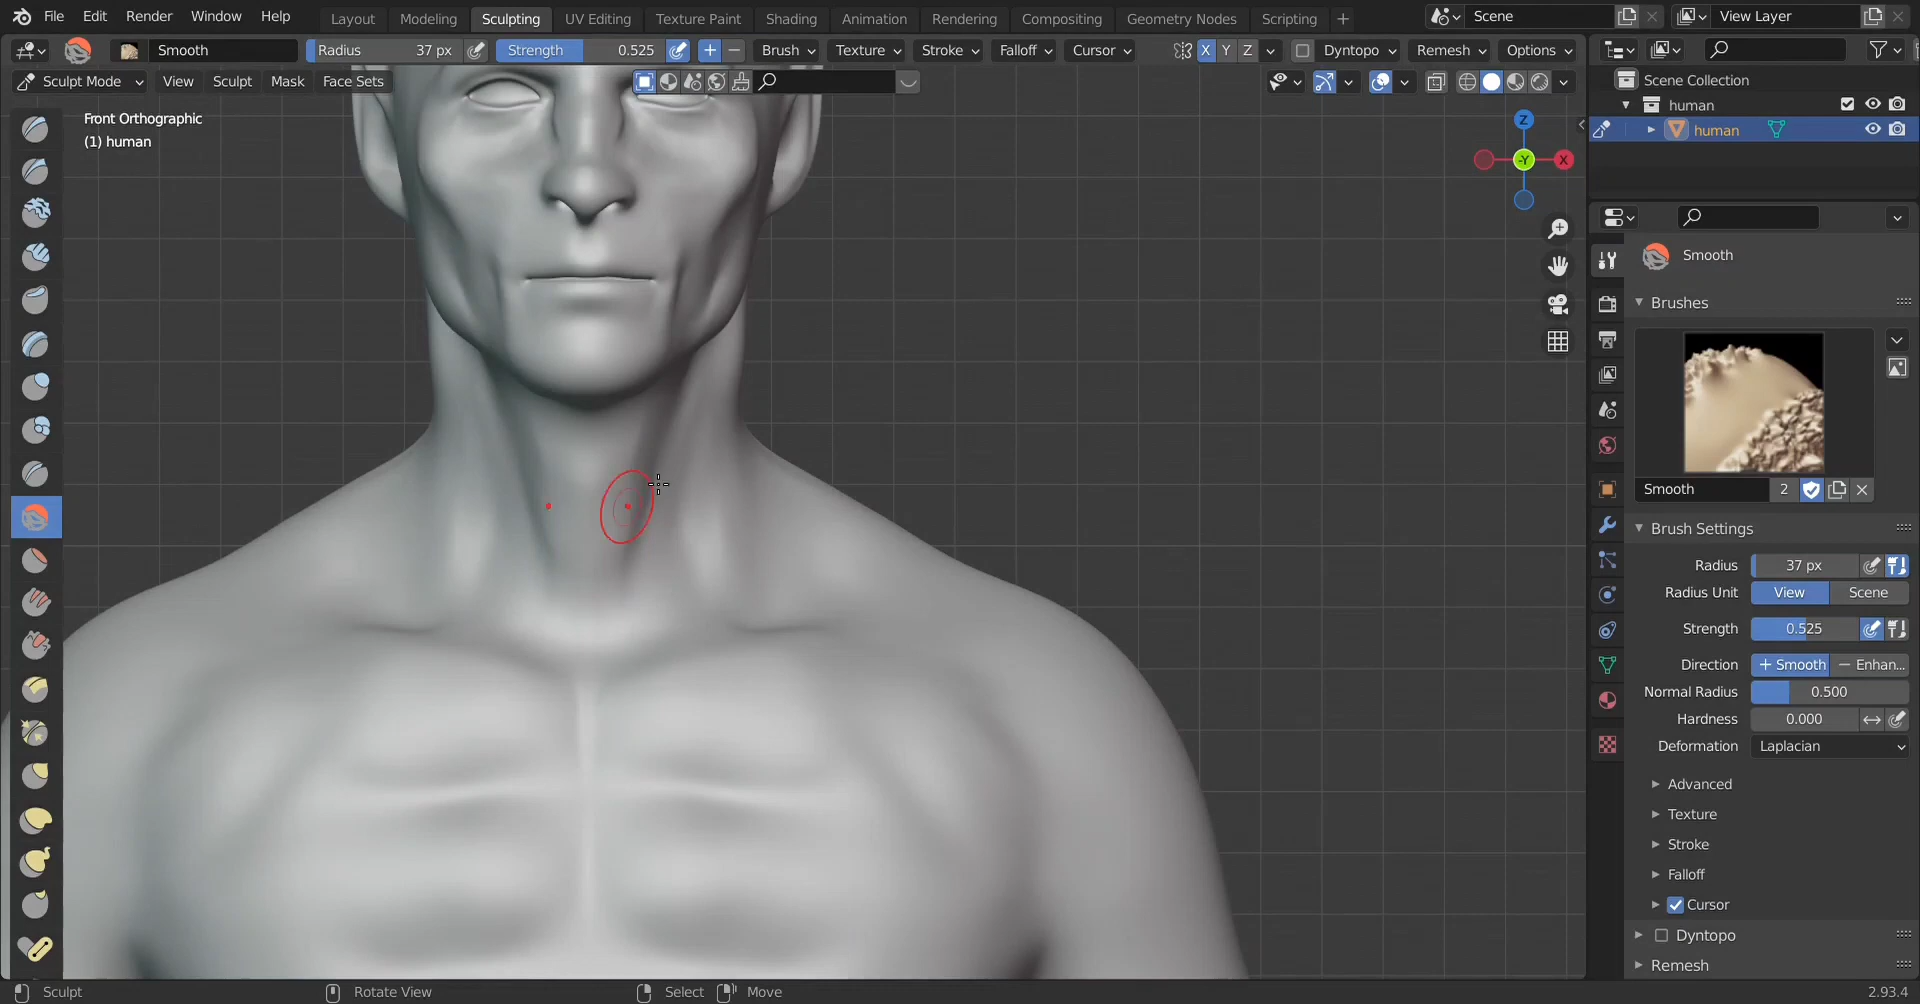 File Edit Render Window Help Layout Modeling Sculpting UV Editing Texture Paint Shading Animation Rendering Compositing Geometry Nodes Scripting Scene View Layer
Smooth Radius 37 px Strength 0.525 Brush Texture Stroke Falloff Cursor X Y Z Dyntopo Remesh Options
Sculpt Mode View Sculpt Mask Face Sets
Scene Collection
human
human
Front Orthographic
(1) human
Z
-Y X
Smooth
Brushes
Smooth 2
Brush Settings
Radius 37 px
Radius Unit View Scene
Strength 0.525
Direction + Smooth − Enhan...
Normal Radius 0.500
Hardness 0.000
Deformation Laplacian
Advanced
Texture
Stroke
Falloff
Cursor
Dyntopo
Remesh
Sculpt Rotate View Select Move 2.93.4